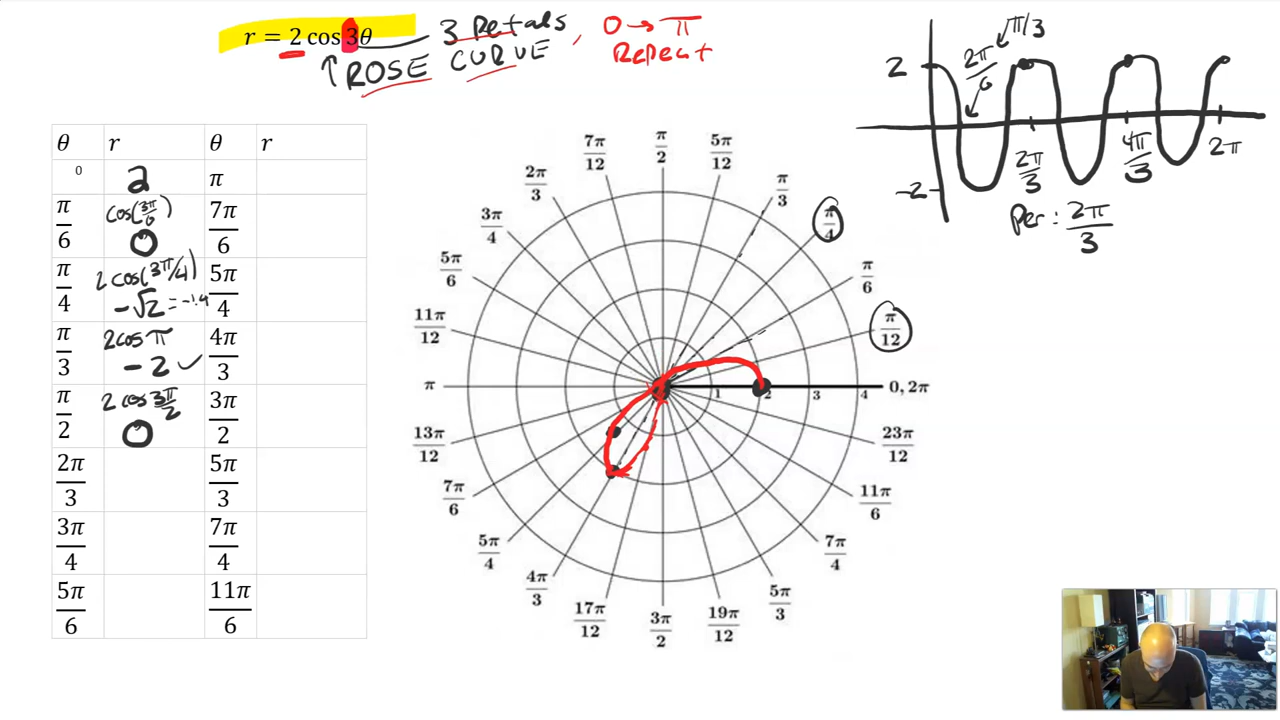 r = 2 cos 3θ
3 Petals
↑ ROSE CURVE
, 0 → π
Repeat
θ r θ r
0 2 π
π/6 cos(3π/6) 0 7π/6
π/4 2cos(3π/4) -√2 = -1.4 5π/4
π/3 2cos π -2 ✓ 4π/3
π/2 2 cos 3π/2 0 3π/2
2π/3 5π/3
3π/4 7π/4
5π/6 11π/6
π/2
7π/12 5π/12
2π/3 π/3
3π/4 π/4
5π/6 π/6
11π/12 π/12
π 1 2 3 4 0, 2π
13π/12 23π/12
7π/6 11π/6
5π/4 7π/4
4π/3 5π/3
17π/12 19π/12
3π/2
2 2π/6 π/3
-2 2π/3 4π/3 2π
Per: 2π/3